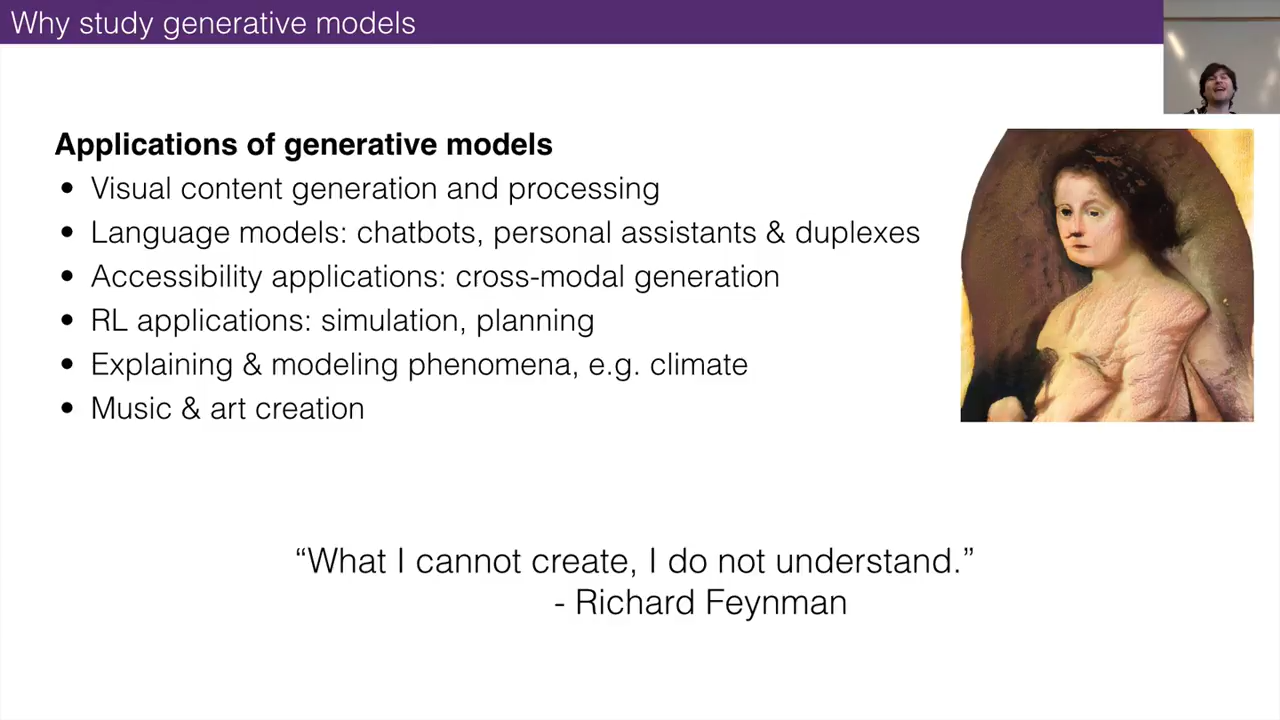 Why study generative models
Applications of generative models
• Visual content generation and processing
• Language models: chatbots, personal assistants & duplexes
• Accessibility applications: cross-modal generation
• RL applications: simulation, planning
• Explaining & modeling phenomena, e.g. climate
• Music & art creation
“What I cannot create, I do not understand.”
- Richard Feynman